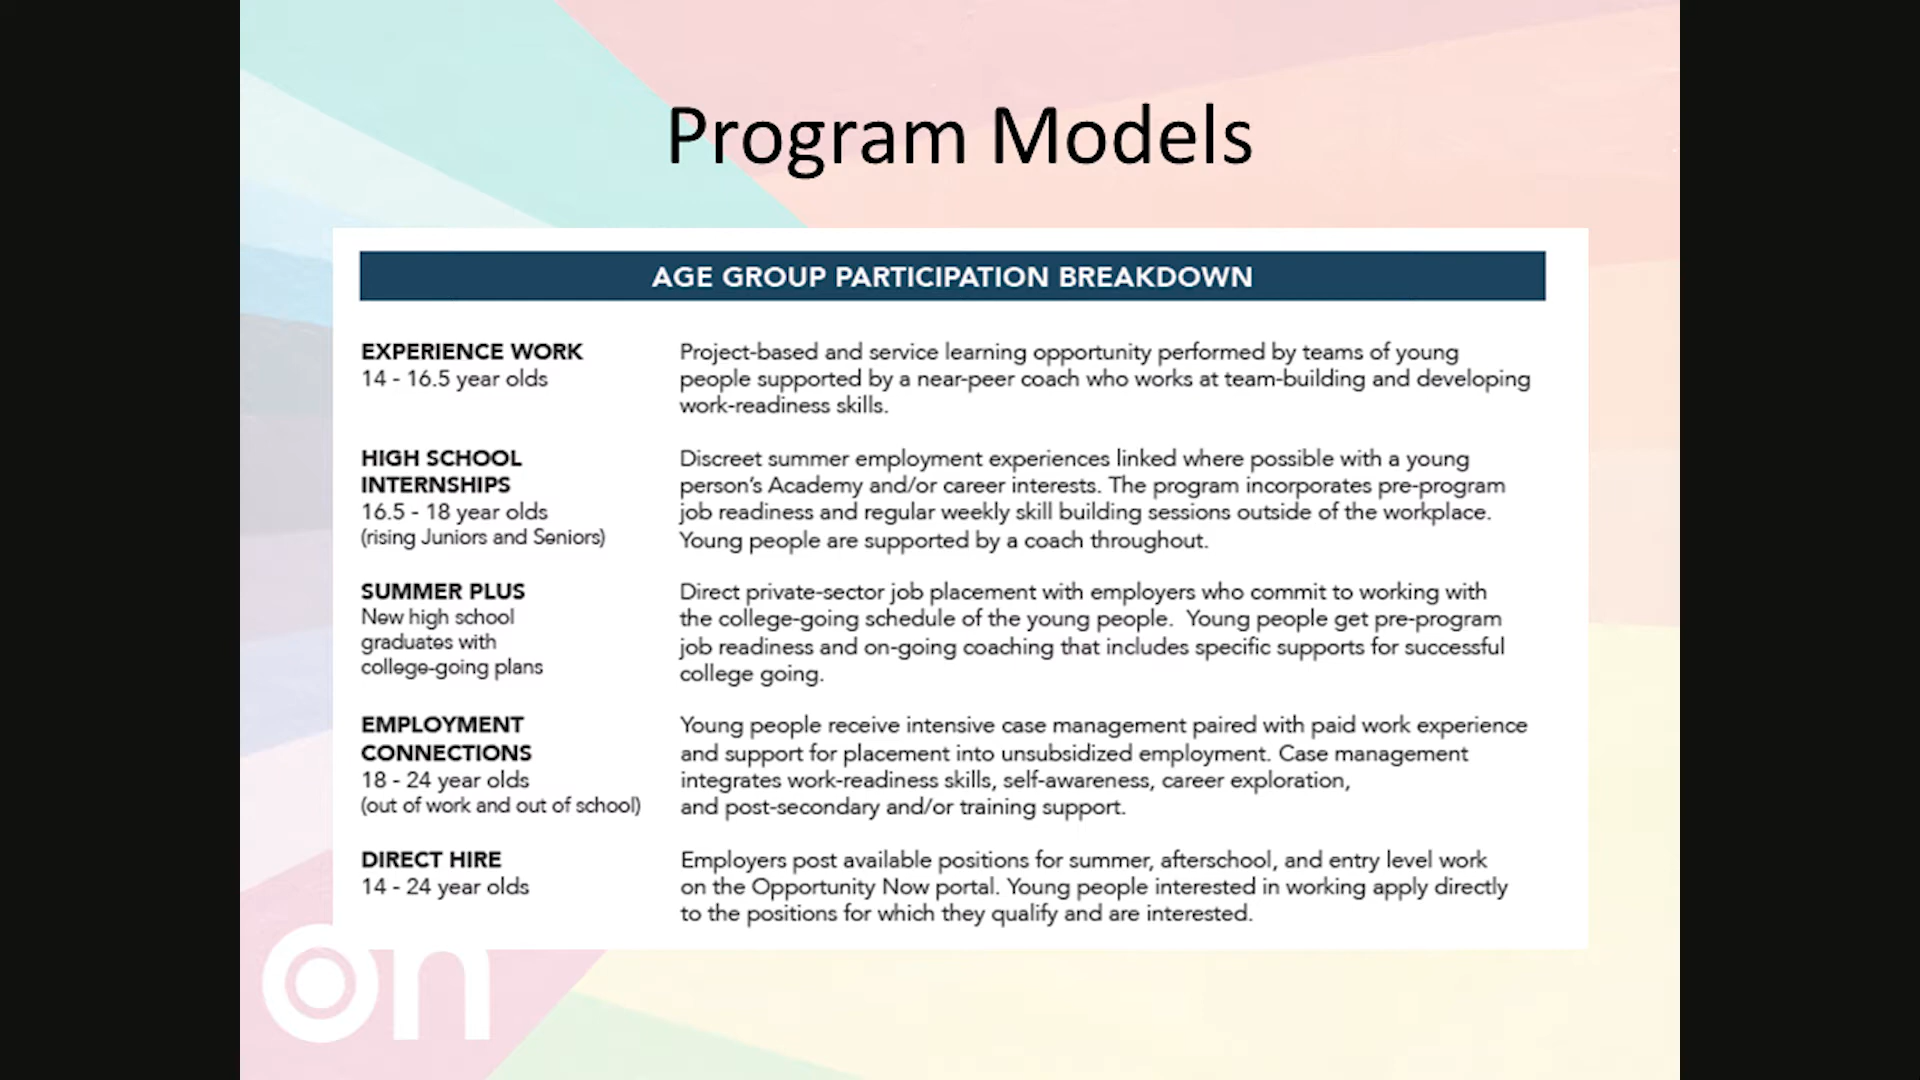 Program Models
AGE GROUP PARTICIPATION BREAKDOWN
EXPERIENCE WORK
14 - 16.5 year olds
Project-based and service learning opportunity performed by teams of young
people supported by a near-peer coach who works at team-building and developing
work-readiness skills.
HIGH SCHOOL
INTERNSHIPS
16.5 - 18 year olds
(rising Juniors and Seniors)
Discreet summer employment experiences linked where possible with a young
person's Academy and/or career interests. The program incorporates pre-program
job readiness and regular weekly skill building sessions outside of the workplace.
Young people are supported by a coach throughout.
SUMMER PLUS
New high school
graduates with
college-going plans
Direct private-sector job placement with employers who commit to working with
the college-going schedule of the young people.  Young people get pre-program
job readiness and on-going coaching that includes specific supports for successful
college going.
EMPLOYMENT
CONNECTIONS
18 - 24 year olds
(out of work and out of school)
Young people receive intensive case management paired with paid work experience
and support for placement into unsubsidized employment. Case management
integrates work-readiness skills, self-awareness, career exploration,
and post-secondary and/or training support.
DIRECT HIRE
14 - 24 year olds
Employers post available positions for summer, afterschool, and entry level work
on the Opportunity Now portal. Young people interested in working apply directly
to the positions for which they qualify and are interested.
on